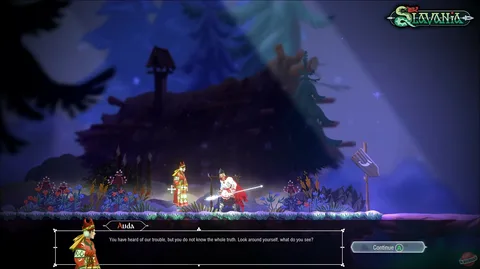 Slavania
Auda
You have heard of our trouble, but you do not know the whole truth. Look around yourself. what do you see?
Continue A